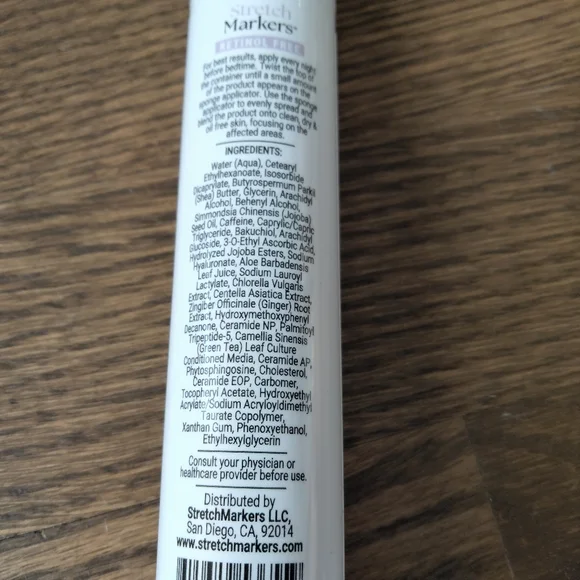 Stretch
Markers
RETINOL FREE
For best results, apply every night
before bedtime. Twist the top of
the container until a small amount
of the product appears on the
sponge applicator. Use the sponge
applicator to evenly spread and
blend the product onto clean, dry &
oil free skin, focusing on the
affected areas.
INGREDIENTS:
Water (Aqua), Cetearyl
Ethylhexanoate, Isosorbide
Dicaprylate, Butyrospermum Parkii
(Shea) Butter, Glycerin, Arachidyl
Alcohol, Behenyl Alcohol,
Simmondsia Chinensis (Jojoba)
Seed Oil, Caffeine, Caprylic/Capric
Triglyceride, Bakuchiol, Arachidyl
Glucoside, 3-O-Ethyl Ascorbic Acid,
Hydrolyzed Jojoba Esters, Sodium
Hyaluronate, Aloe Barbadensis
Leaf Juice, Sodium Lauroyl
Lactylate, Chlorella Vulgaris
Extract, Centella Asiatica Extract,
Zingiber Officinale (Ginger) Root
Extract, Hydroxymethoxyphenyl
Decanone, Ceramide NP, Palmitoyl
Tripeptide-5, Camellia Sinensis
(Green Tea) Leaf Culture
Conditioned Media, Ceramide AP,
Phytosphingosine, Cholesterol,
Ceramide EOP, Carbomer,
Tocopheryl Acetate, Hydroxyethyl
Acrylate/Sodium Acryloyidimethyl
Taurate Copolymer,
Xanthan Gum, Phenoxyethanol,
Ethylhexylglycerin
Consult your physician or
healthcare provider before use.
Distributed by
StretchMarkers LLC,
San Diego, CA, 92014
www.stretchmarkers.com